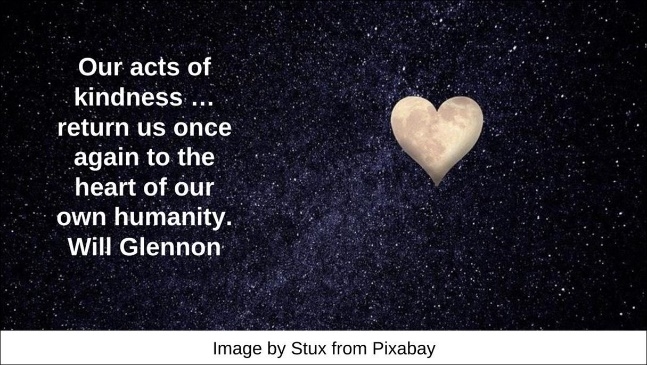 Our acts of
kindness …
return us once
again to the
heart of our
own humanity.
Will Glennon
Image by Stux from Pixabay